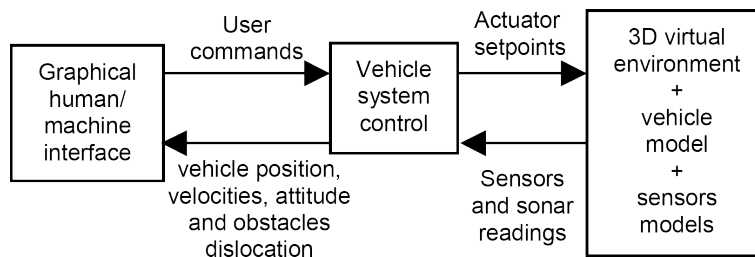 User
commands
Actuator
setpoints
Graphical
human/
machine
interface
Vehicle
system
control
3D virtual
environment
+
vehicle
model
+
sensors
models
vehicle position,
velocities, attitude
and obstacles
dislocation
Sensors
and sonar
readings